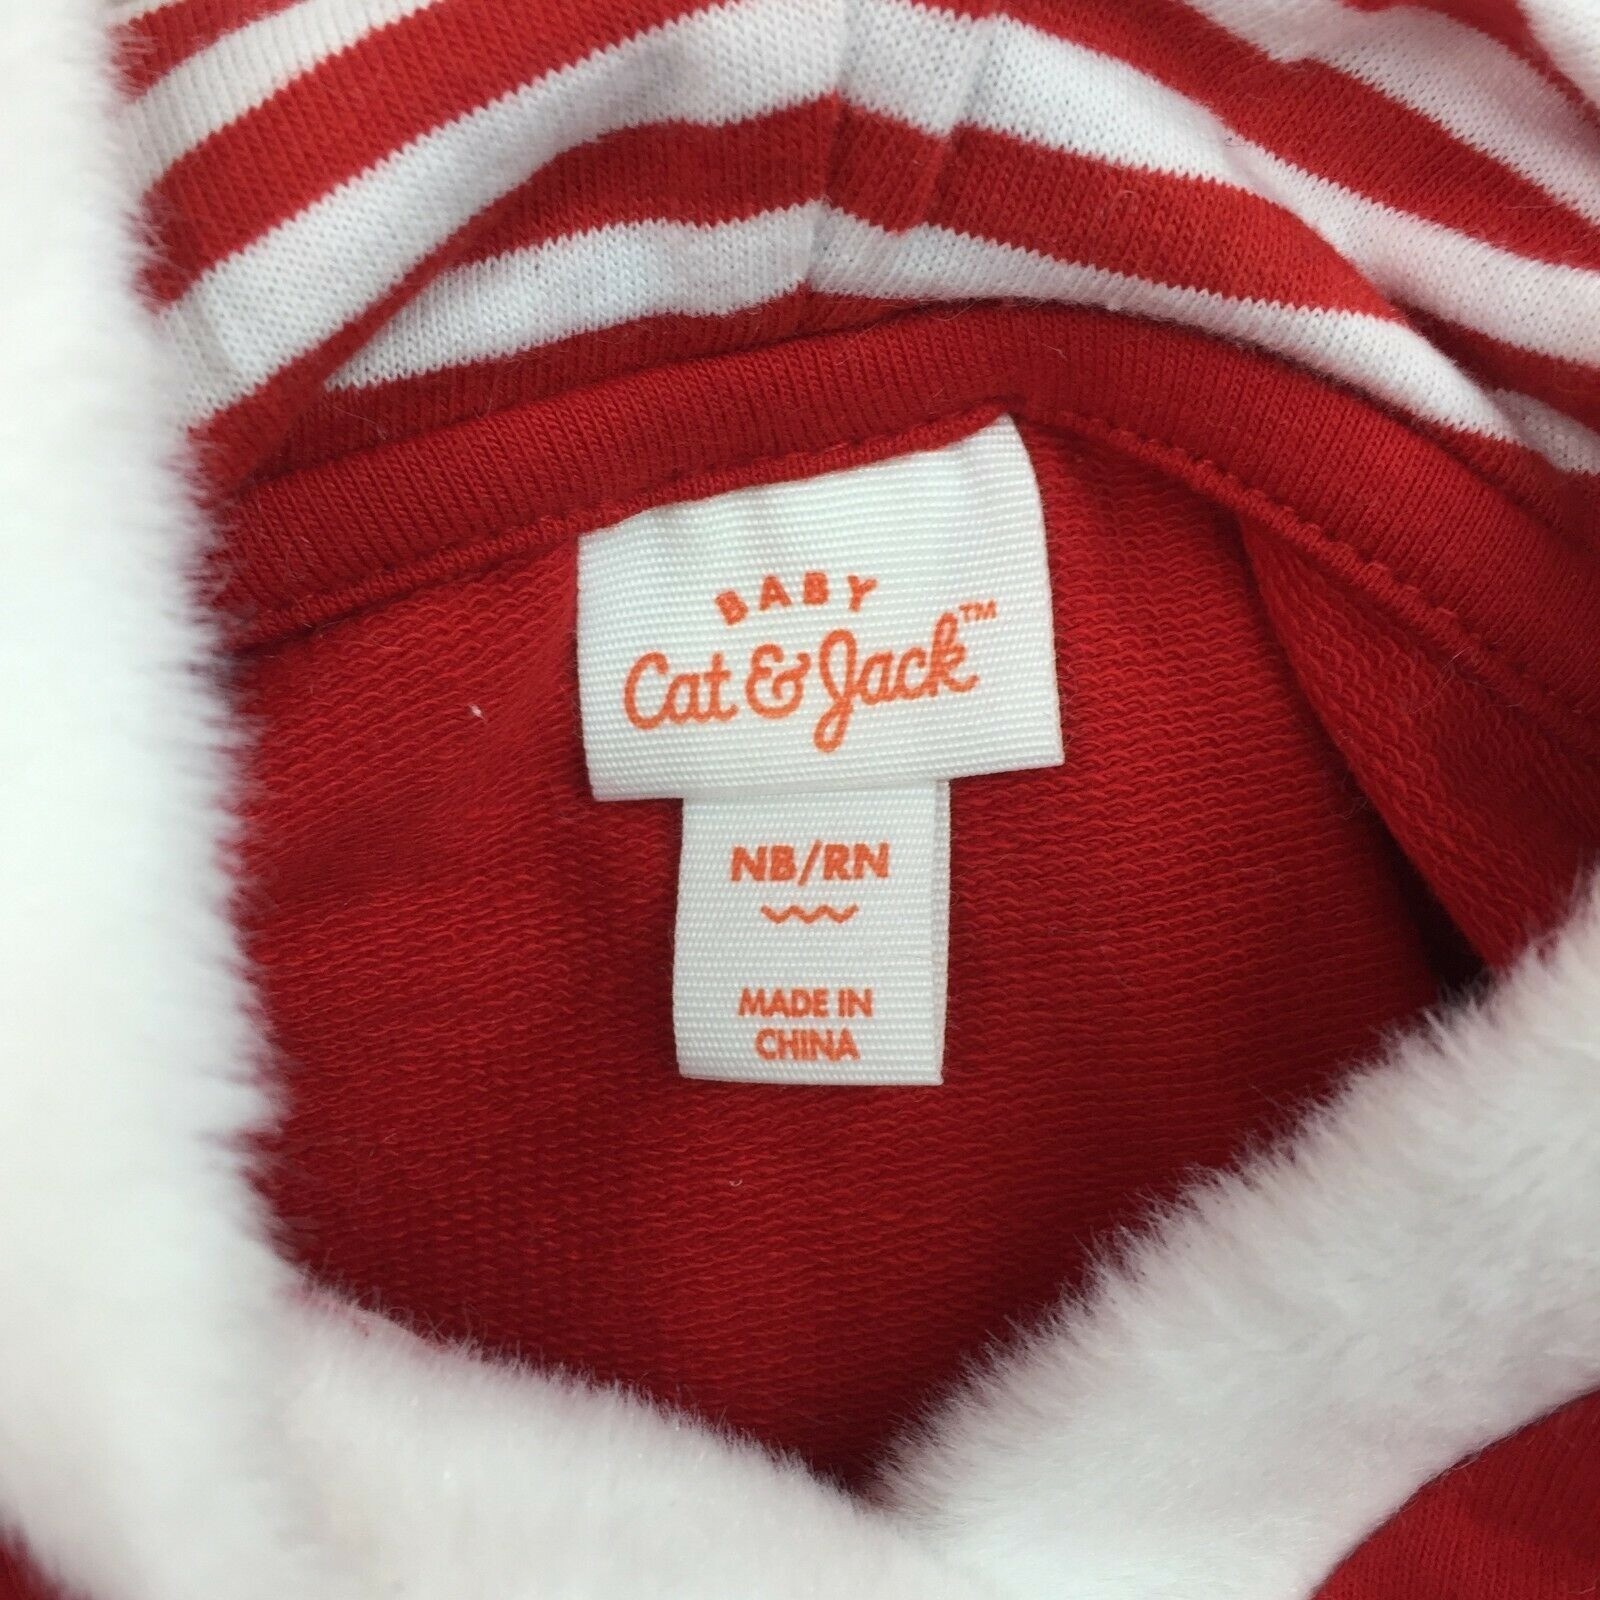 BABY
Cat & Jack™
NB/RN
MADE IN
CHINA